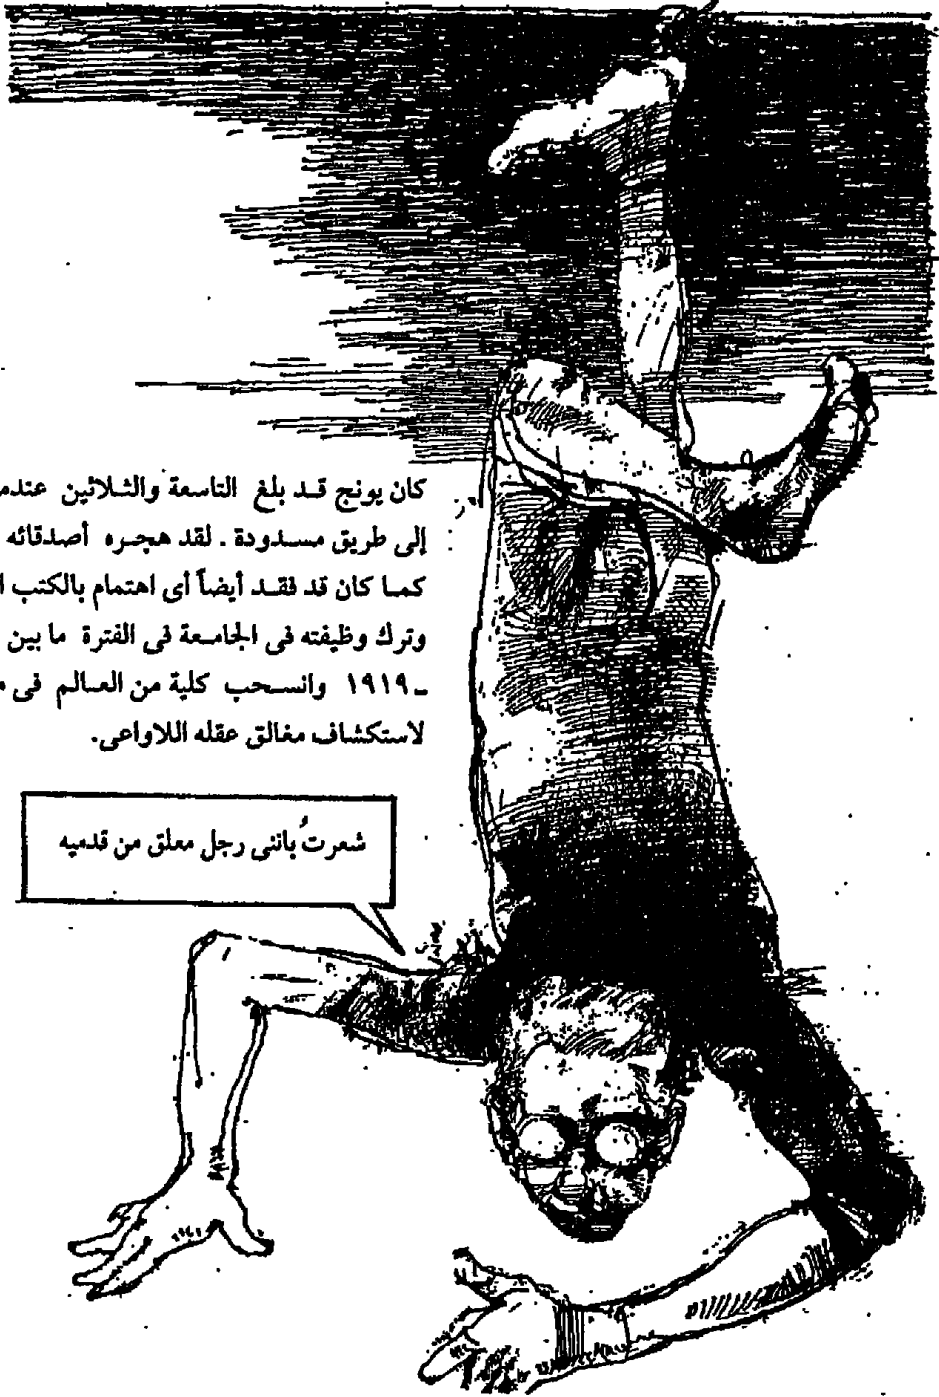 كان يونج قد بلغ التاسعة والثلاثين
إلى طريق مسدودة . لقد هجره أصدقائه
كما كان قد فقد أيضاً أى اهتمام بالكتب
وترك وظيفته فى الجامعة فى الفترة ما بين
ـ ١٩١٩ وانسحب كلية من العالم فى
لاستكشاف مغالق عقله اللاواعى.
شعرتُ بانى رجل معلق من قدميه